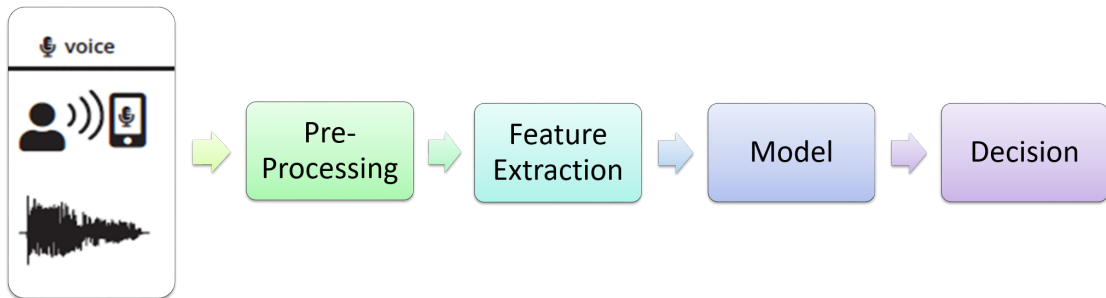 voice
Pre-
Processing
Feature
Extraction
Model
Decision